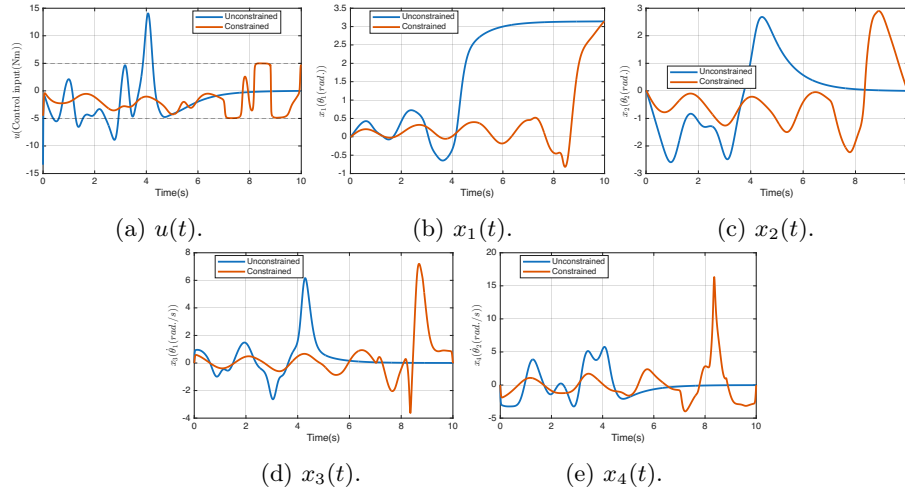 Unconstrained
Constrained
15
10
5
0
-5
-10
-15
0 2 4 6 8 10
Time(s)
u(Control input(Nm))
(a) u(t).
Unconstrained
Constrained
3.5
3
2.5
2
1.5
1
0.5
0
-0.5
-1
0 2 4 6 8 10
Time(s)
x₁(θ₁(rad.))
(b) x₁(t).
Unconstrained
Constrained
3
2
1
0
-1
-2
-3
0 2 4 6 8 10
Time(s)
x₂(θ₁(rad.))
(c) x₂(t).
Unconstrained
Constrained
8
6
4
2
0
-2
-4
0 2 4 6 8 10
Time(s)
x₃(θ̇₁(rad./s))
(d) x₃(t).
Unconstrained
Constrained
20
15
10
5
0
-5
0 2 4 6 8 10
Time(s)
x₄(θ̇₂(rad./s))
(e) x₄(t).